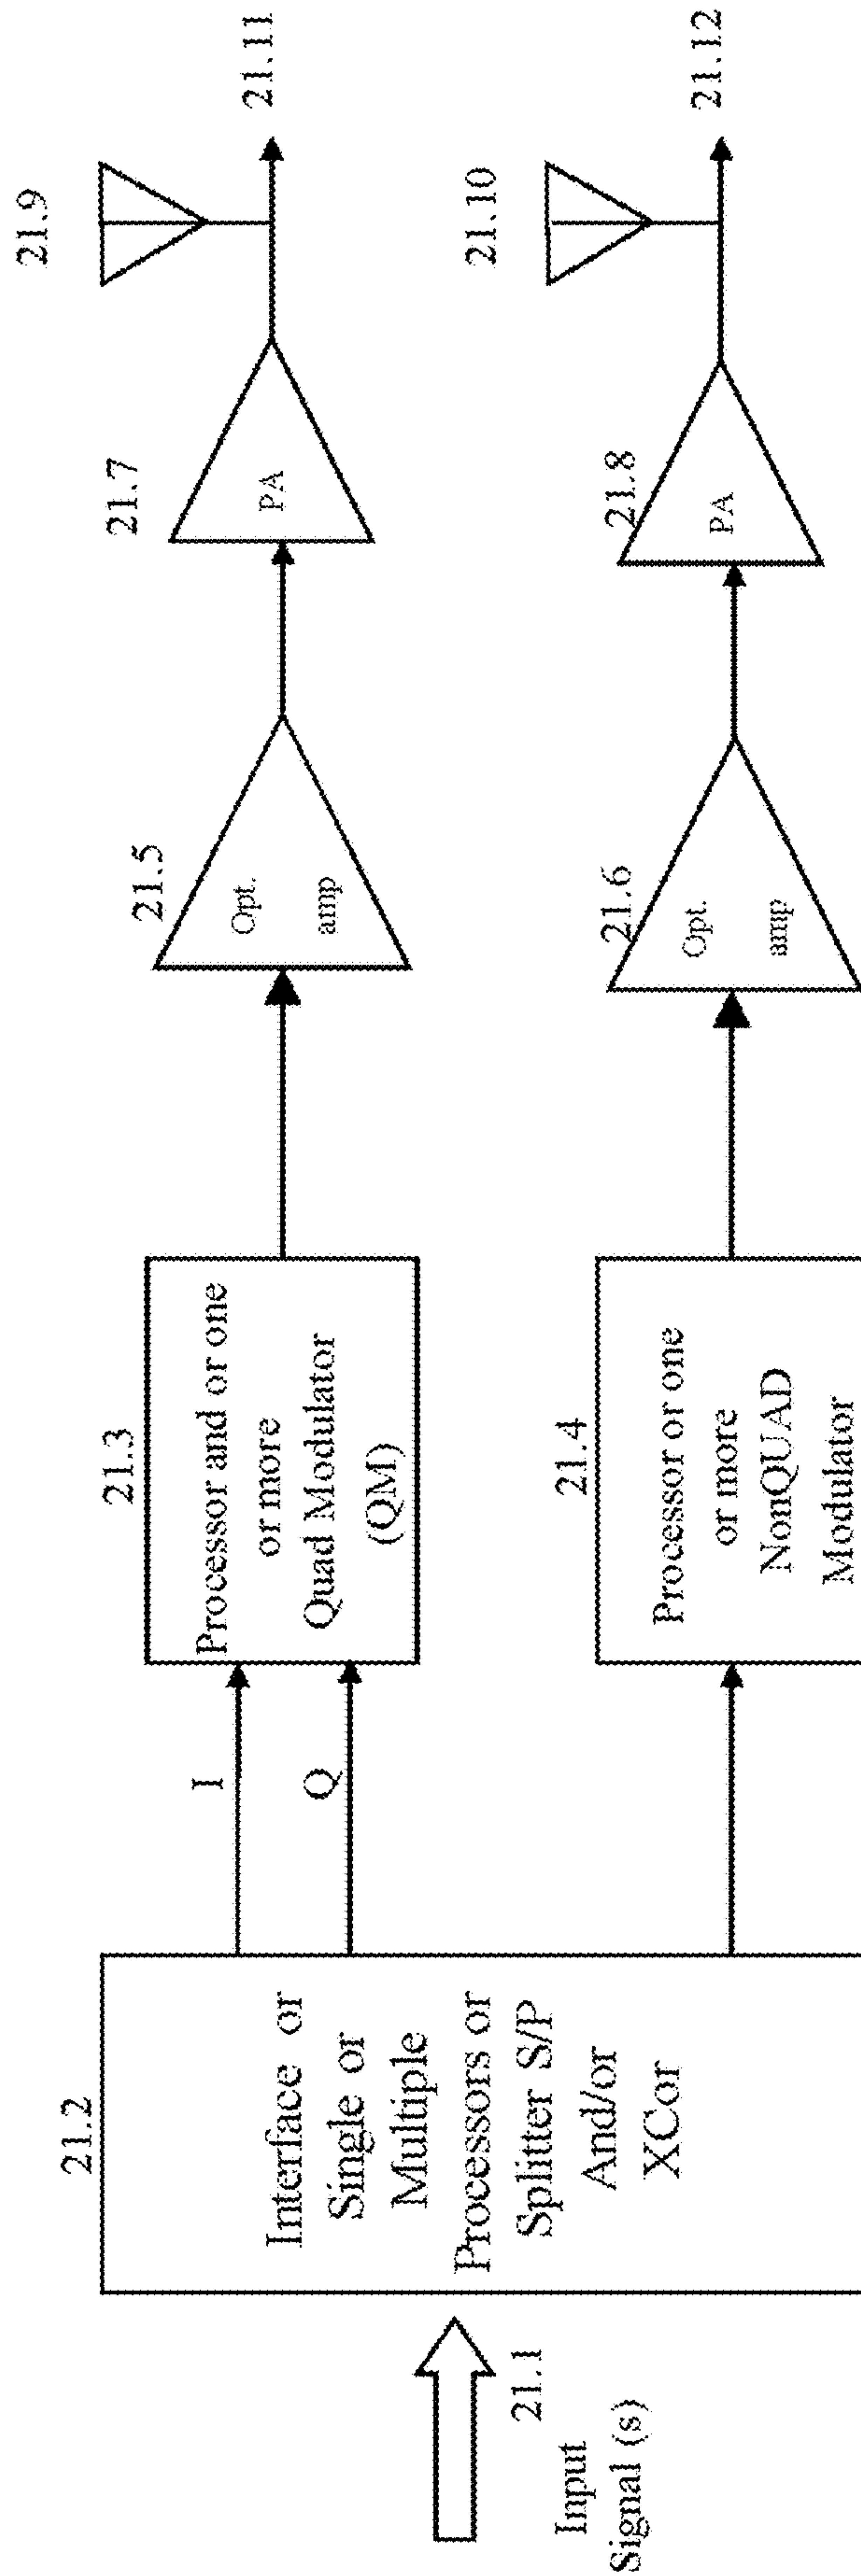 21.1
Input
Signal (s)
21.2
Interface or
Single or
Multiple
Processors or
Splitter S/P
And/or
XCor
I
Q
21.3
Processor and or one
or more
Quad Modulator
(QM)
21.4
Processor or one
or more
NonQUAD
Modulator
21.5
Opt.
amp
21.6
Opt.
amp
21.7
PA
21.8
PA
21.9
21.10
21.11
21.12